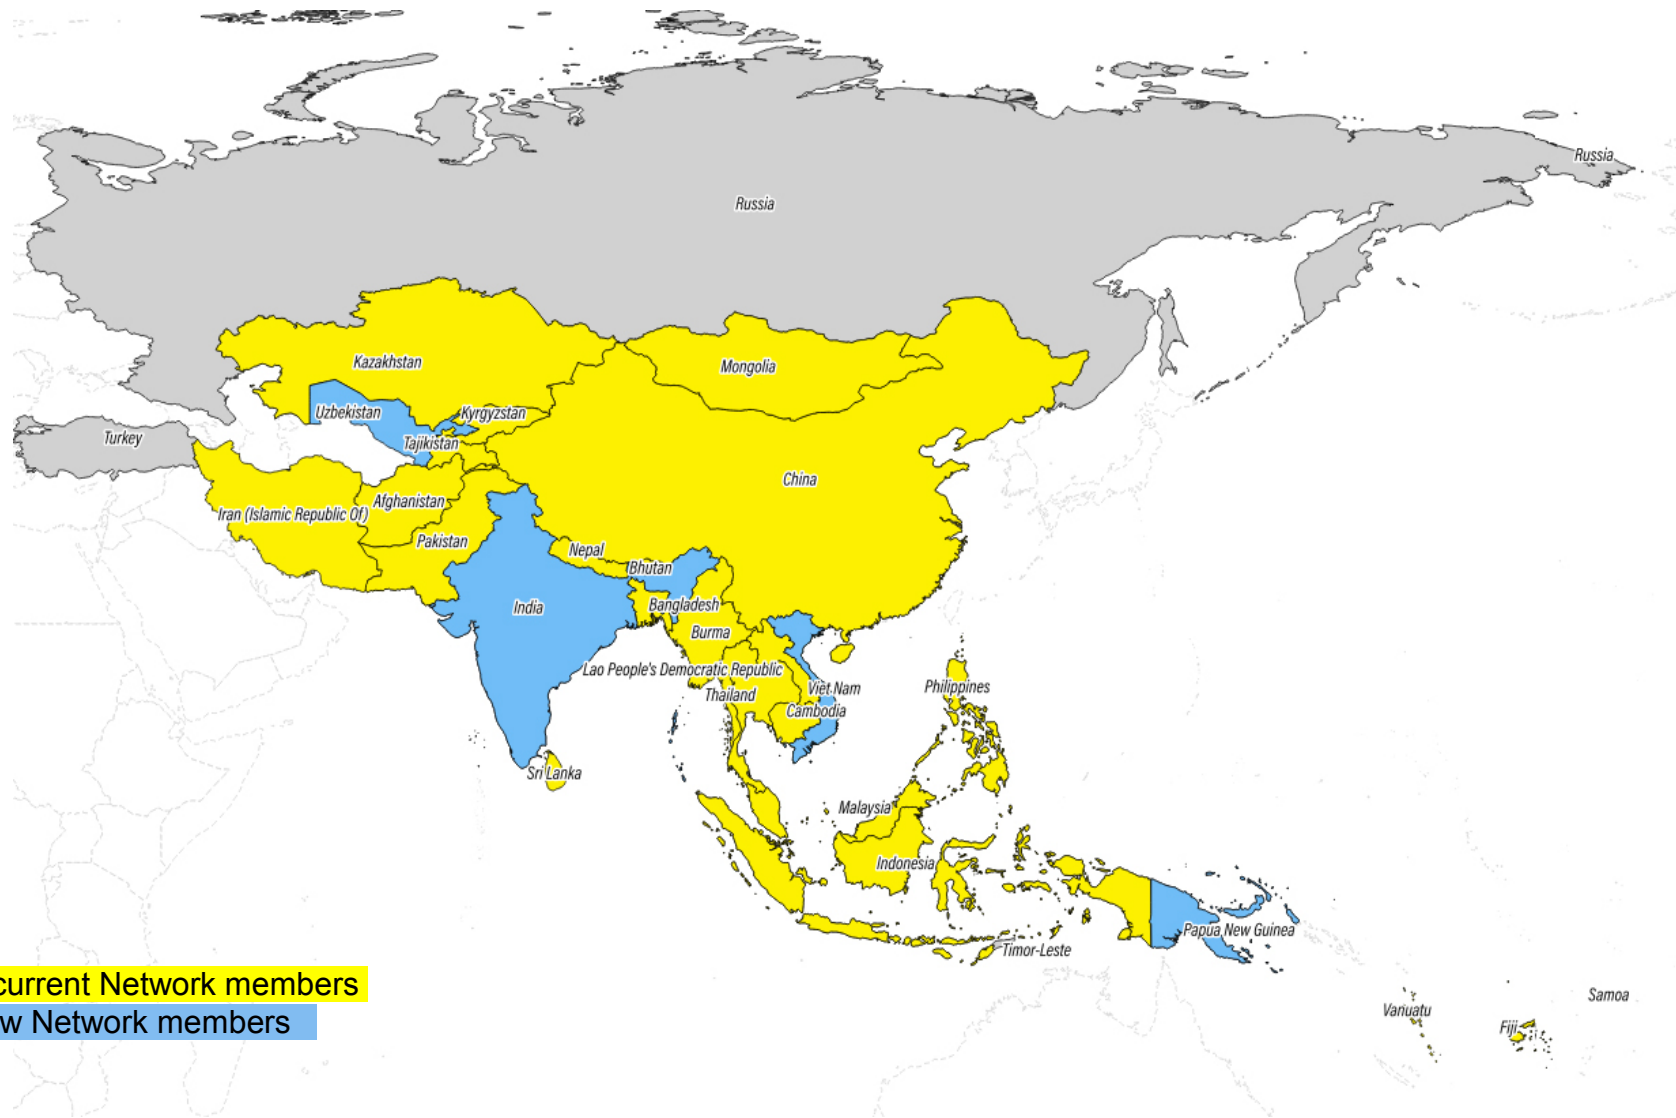 Russia
Russia
Kazakhstan
Mongolia
Uzbekistan
Kyrgyzstan
Turkey
Tajikistan
China
Afghanistan
Iran (Islamic Republic Of)
Pakistan
Nepal
Bhutan
India
Bangladesh
Burma
Lao People's Democratic Republic
Thailand
Viet Nam
Philippines
Cambodia
Sri Lanka
Malaysia
Indonesia
Papua New Guinea
Timor-Leste
current Network members
Samoa
Vanuatu
w Network members
Fiji